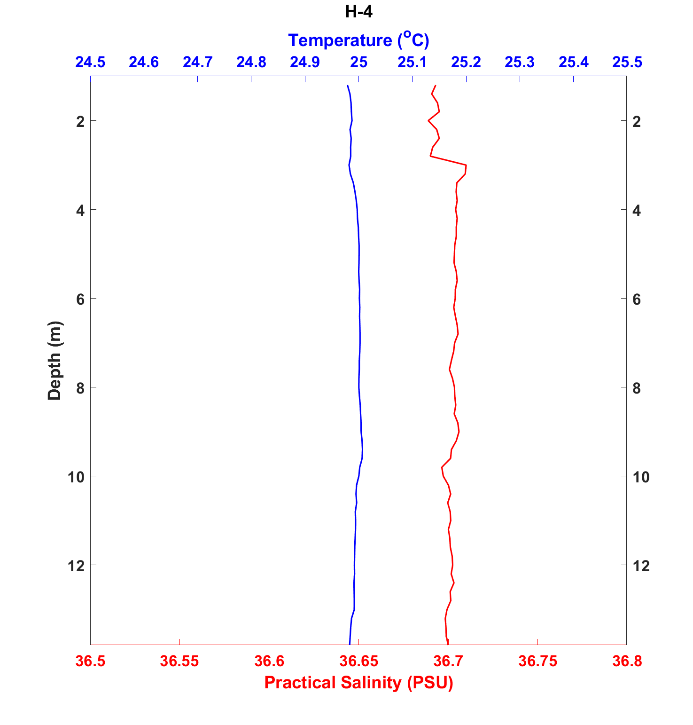 H-4
Temperature (°C)
24.5 24.6 24.7 24.8 24.9 25 25.1 25.2 25.3 25.4 25.5
2 2
4 4
6 6
Depth (m)
8 8
10 10
12 12
36.5 36.55 36.6 36.65 36.7 36.75 36.8
Practical Salinity (PSU)